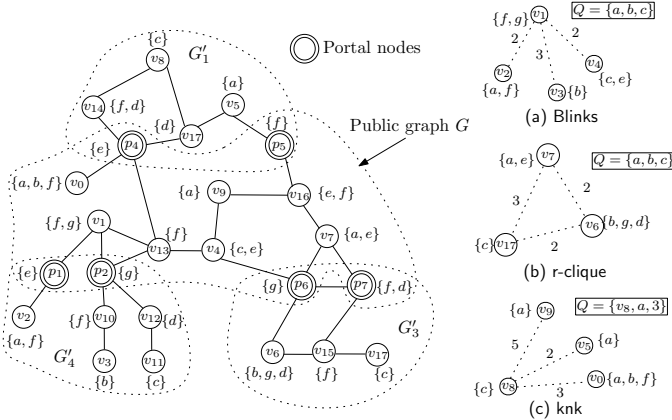 {c}
v8
G′1
Portal nodes
{a}
v14
{f,d}
{d}
v17
v5
{f}
{e}
p4
p5
Public graph G
v0
{a,b,f}
{a}
v9
v16
{e,f}
{f,g}
v1
{f}
v13
v4
{c,e}
v7
{a,e}
{e}
p1
p2
{g}
{g}
p6
p7
{f,d}
v2
{a,f}
{f}
v10
v12
{d}
G′4
v3
{b}
v11
{c}
G′3
v6
{b,g,d}
v15
{f}
v17
{c}
v1
{f,g}
Q = {a,b,c}
2
3
2
v2
{a,f}
v3
{b}
v4
{c,e}
(a) Blinks
v7
{a,e}
Q = {a,b,c}
3
2
v6
{b,g,d}
{c}
v17
2
(b) r-clique
v9
{a}
Q = {v8,a,3}
5
2
v5
{a}
{c}
v8
3
v0
{a,b,f}
(c) knk